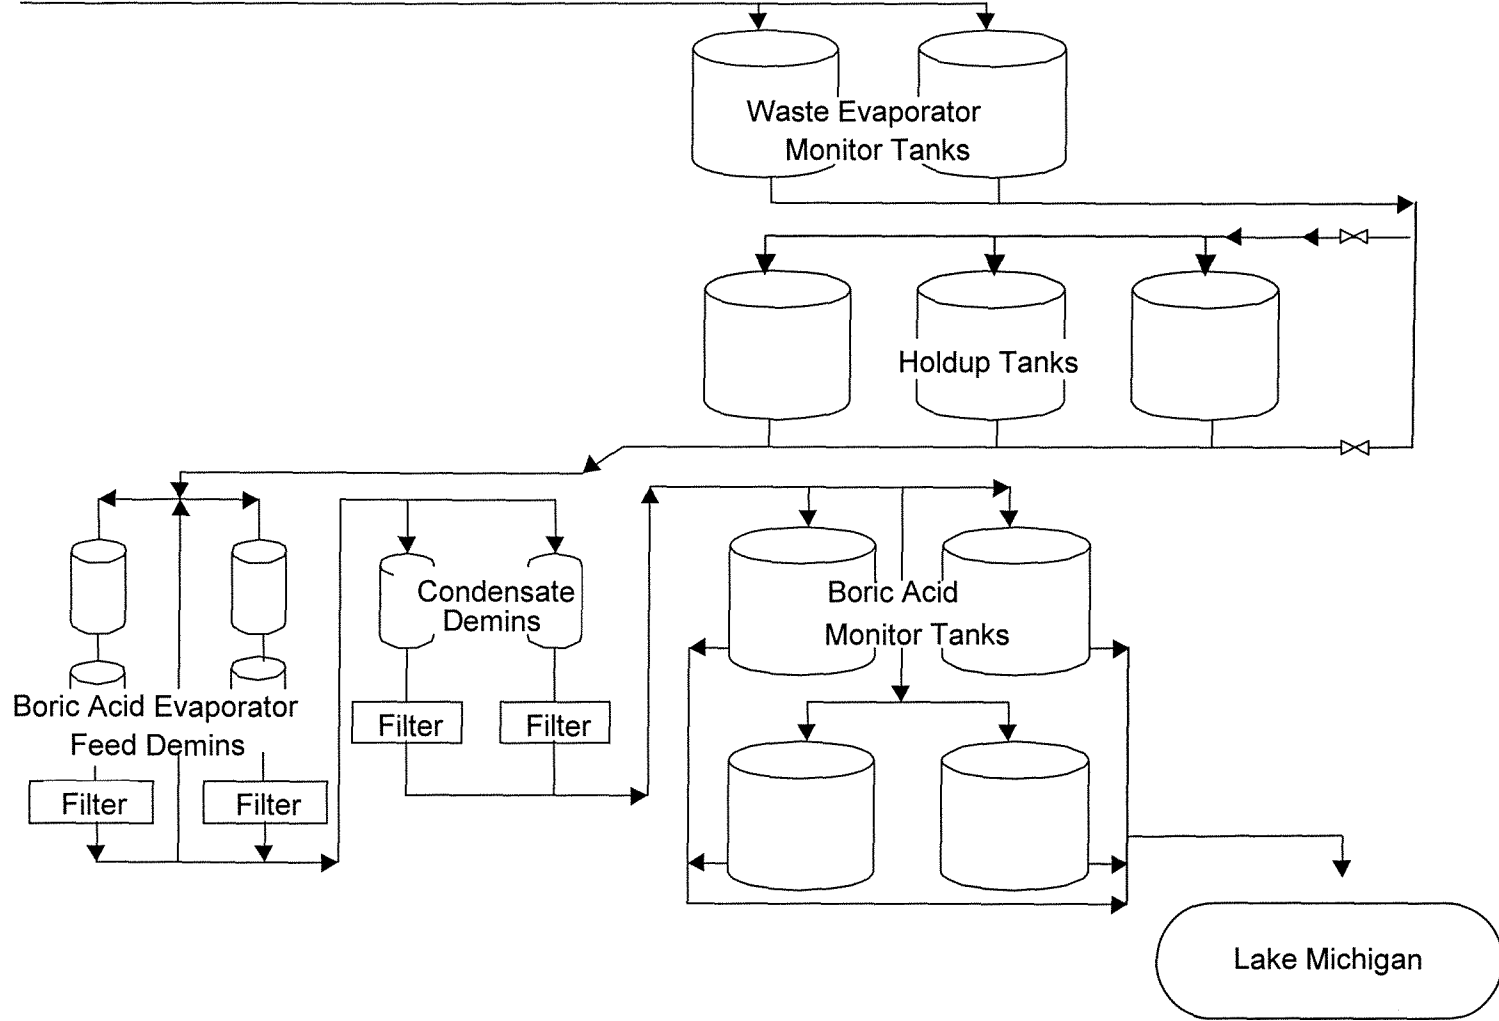 Waste Evaporator
Monitor Tanks
Holdup Tanks
Condensate
Demins
Boric Acid
Monitor Tanks
Boric Acid Evaporator
Feed Demins
Filter
Filter
Filter
Filter
Lake Michigan